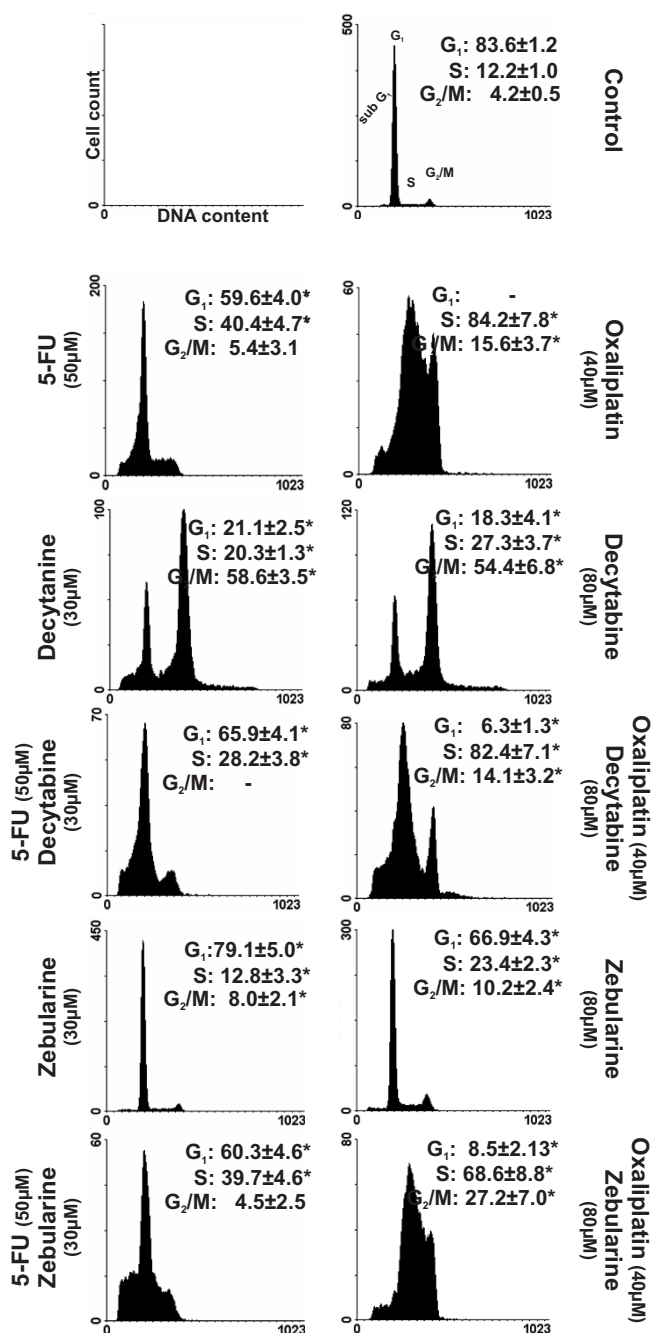 Cell count
0
0
DNA content
500
0
0
1023
sub G₁
G₁
S
G₂/M
G₁: 83.6±1.2
S: 12.2±1.0
G₂/M: 4.2±0.5
Control
5-FU
(50µM)
200
0
0
1023
G₁: 59.6±4.0*
S: 40.4±4.7*
G₂/M: 5.4±3.1
60
0
0
1023
G₁: -
S: 84.2±7.8*
G₂/M: 15.6±3.7*
Oxaliplatin
(40µM)
Decytanine
(30µM)
100
0
0
1023
G₁: 21.1±2.5*
S: 20.3±1.3*
G₂/M: 58.6±3.5*
120
0
0
1023
G₁: 18.3±4.1*
S: 27.3±3.7*
G₂/M: 54.4±6.8*
Decytabine
(80µM)
5-FU (50µM)
Decytabine
(30µM)
70
0
0
1023
G₁: 65.9±4.1*
S: 28.2±3.8*
G₂/M: -
80
0
0
1023
G₁: 6.3±1.3*
S: 82.4±7.1*
G₂/M: 14.1±3.2*
Oxaliplatin (40µM)
Decytabine
(80µM)
Zebularine
(30µM)
450
0
0
1023
G₁:79.1±5.0*
S: 12.8±3.3*
G₂/M: 8.0±2.1*
300
0
0
1023
G₁: 66.9±4.3*
S: 23.4±2.3*
G₂/M: 10.2±2.4*
Zebularine
(80µM)
5-FU (50µM)
Zebularine
(30µM)
60
0
0
1023
G₁: 60.3±4.6*
S: 39.7±4.6*
G₂/M: 4.5±2.5
80
0
0
1023
G₁: 8.5±2.13*
S: 68.6±8.8*
G₂/M: 27.2±7.0*
Oxaliplatin (40µM)
Zebularine
(80µM)